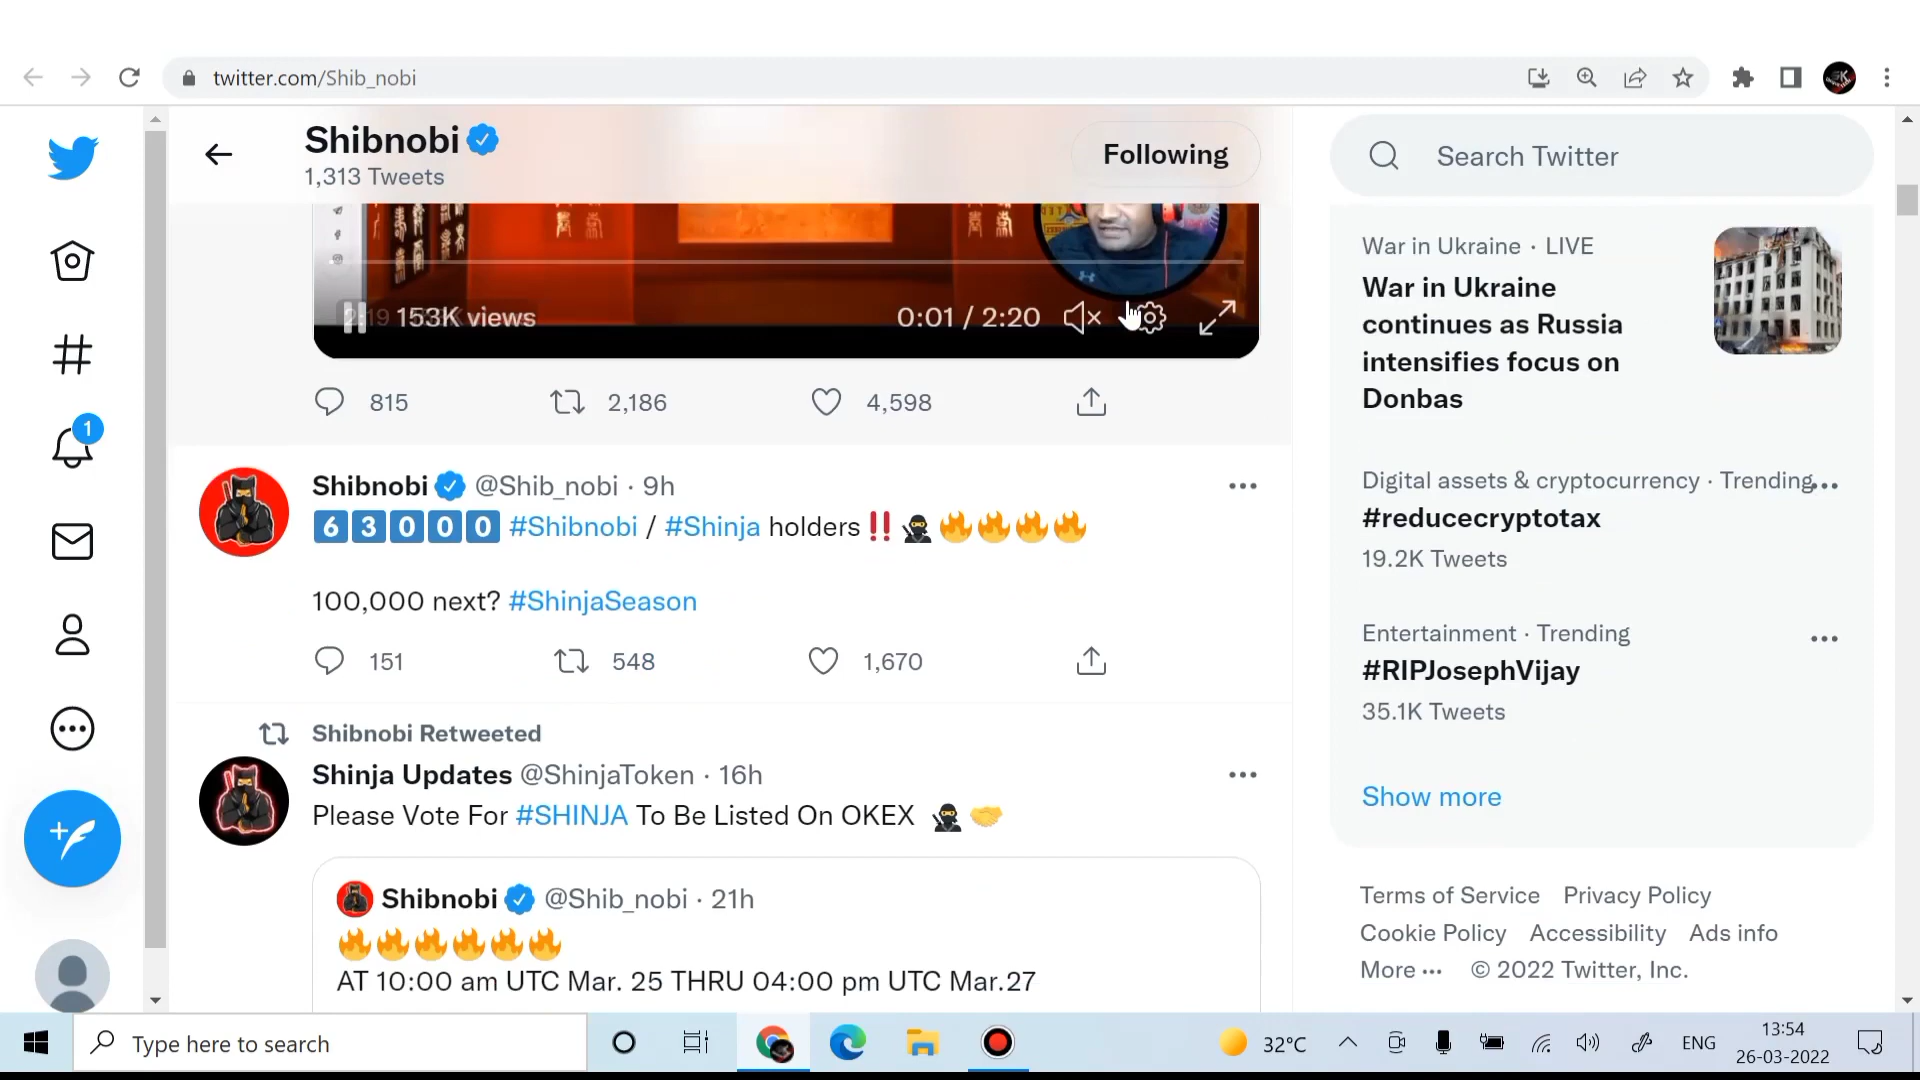 twitter.com/Shib_nobi
Shibnobi
1,313 Tweets
Following
Search Twitter
153K views
0:01 / 2:20
815
2,186
4,598
Shibnobi @Shib_nobi · 9h
63000 #Shibnobi / #Shinja holders‼️🥷🔥🔥🔥🔥
100,000 next? #ShinjaSeason
151
548
1,670
Shibnobi Retweeted
Shinja Updates @ShinjaToken · 16h
Please Vote For #SHINJA To Be Listed On OKEX 🥷🤝
Shibnobi @Shib_nobi · 21h
🔥🔥🔥🔥🔥🔥
AT 10:00 am UTC Mar. 25 THRU 04:00 pm UTC Mar.27
1
War in Ukraine · LIVE
War in Ukraine
continues as Russia
intensifies focus on
Donbas
Digital assets & cryptocurrency · Trending
#reducecryptotax
19.2K Tweets
Entertainment · Trending
#RIPJosephVijay
35.1K Tweets
Show more
Terms of Service Privacy Policy
Cookie Policy Accessibility Ads info
More ··· © 2022 Twitter, Inc.
Type here to search
32°C
ENG
13:54
26-03-2022